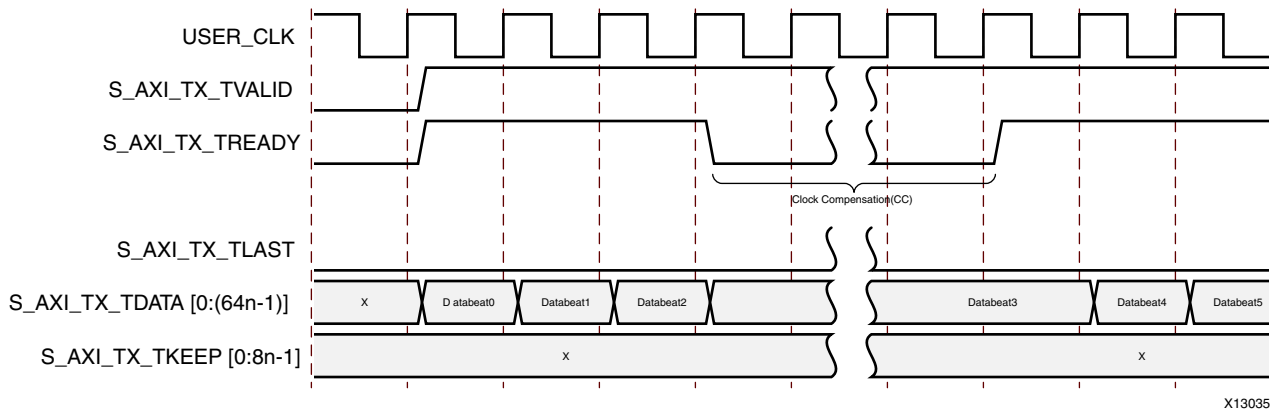 USER_CLK
S_AXI_TX_TVALID
S_AXI_TX_TREADY
Clock Compensation(CC)
S_AXI_TX_TLAST
S_AXI_TX_TDATA [0:(64n-1)] X D atabeat0 Databeat1 Databeat2 Databeat3 Databeat4 Databeat5
S_AXI_TX_TKEEP [0:8n-1] X X
X13035